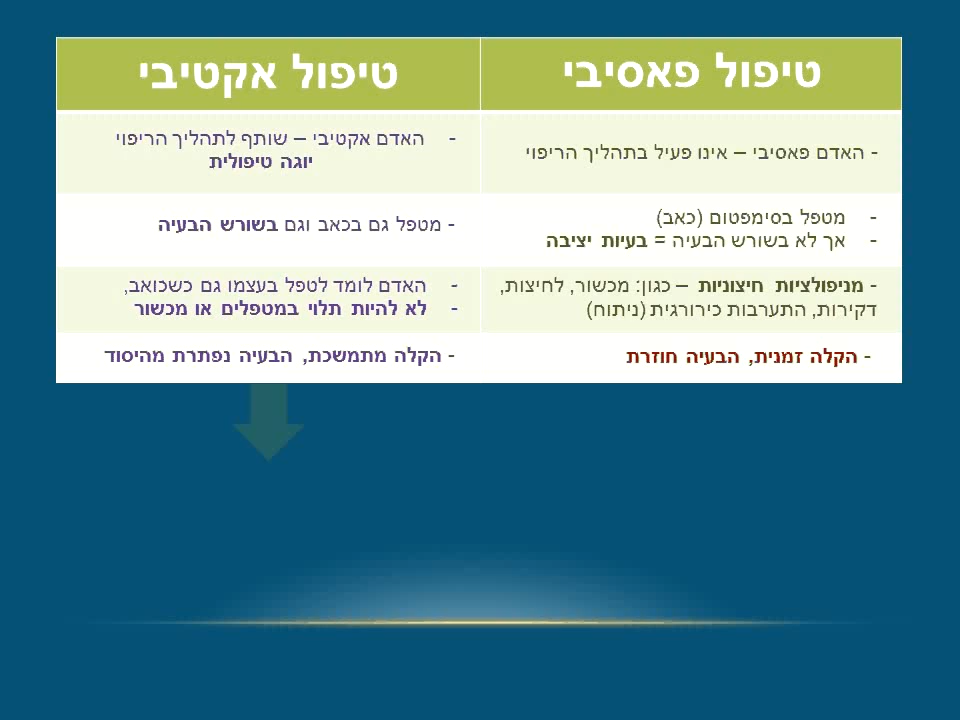 טיפול פאסיבי
טיפול אקטיבי
- האדם פאסיבי – אינו פעיל בתהליך הריפוי
- האדם אקטיבי – שותף לתהליך הריפוי
יוגה טיפולית
- מטפל בסימפטום (כאב)
- אך לא בשורש הבעיה = בעיות יציבה
- מטפל גם בכאב וגם בשורש הבעיה
- מניפולציות חיצוניות – כגון: מכשור, לחיצות,
דקירות, התערבות כירורגית (ניתוח)
- האדם לומד לטפל בעצמו גם כשכואב,
- לא להיות תלוי במטפלים או מכשור
- הקלה זמנית, הבעיה חוזרת
- הקלה מתמשכת, הבעיה נפתרת מהיסוד